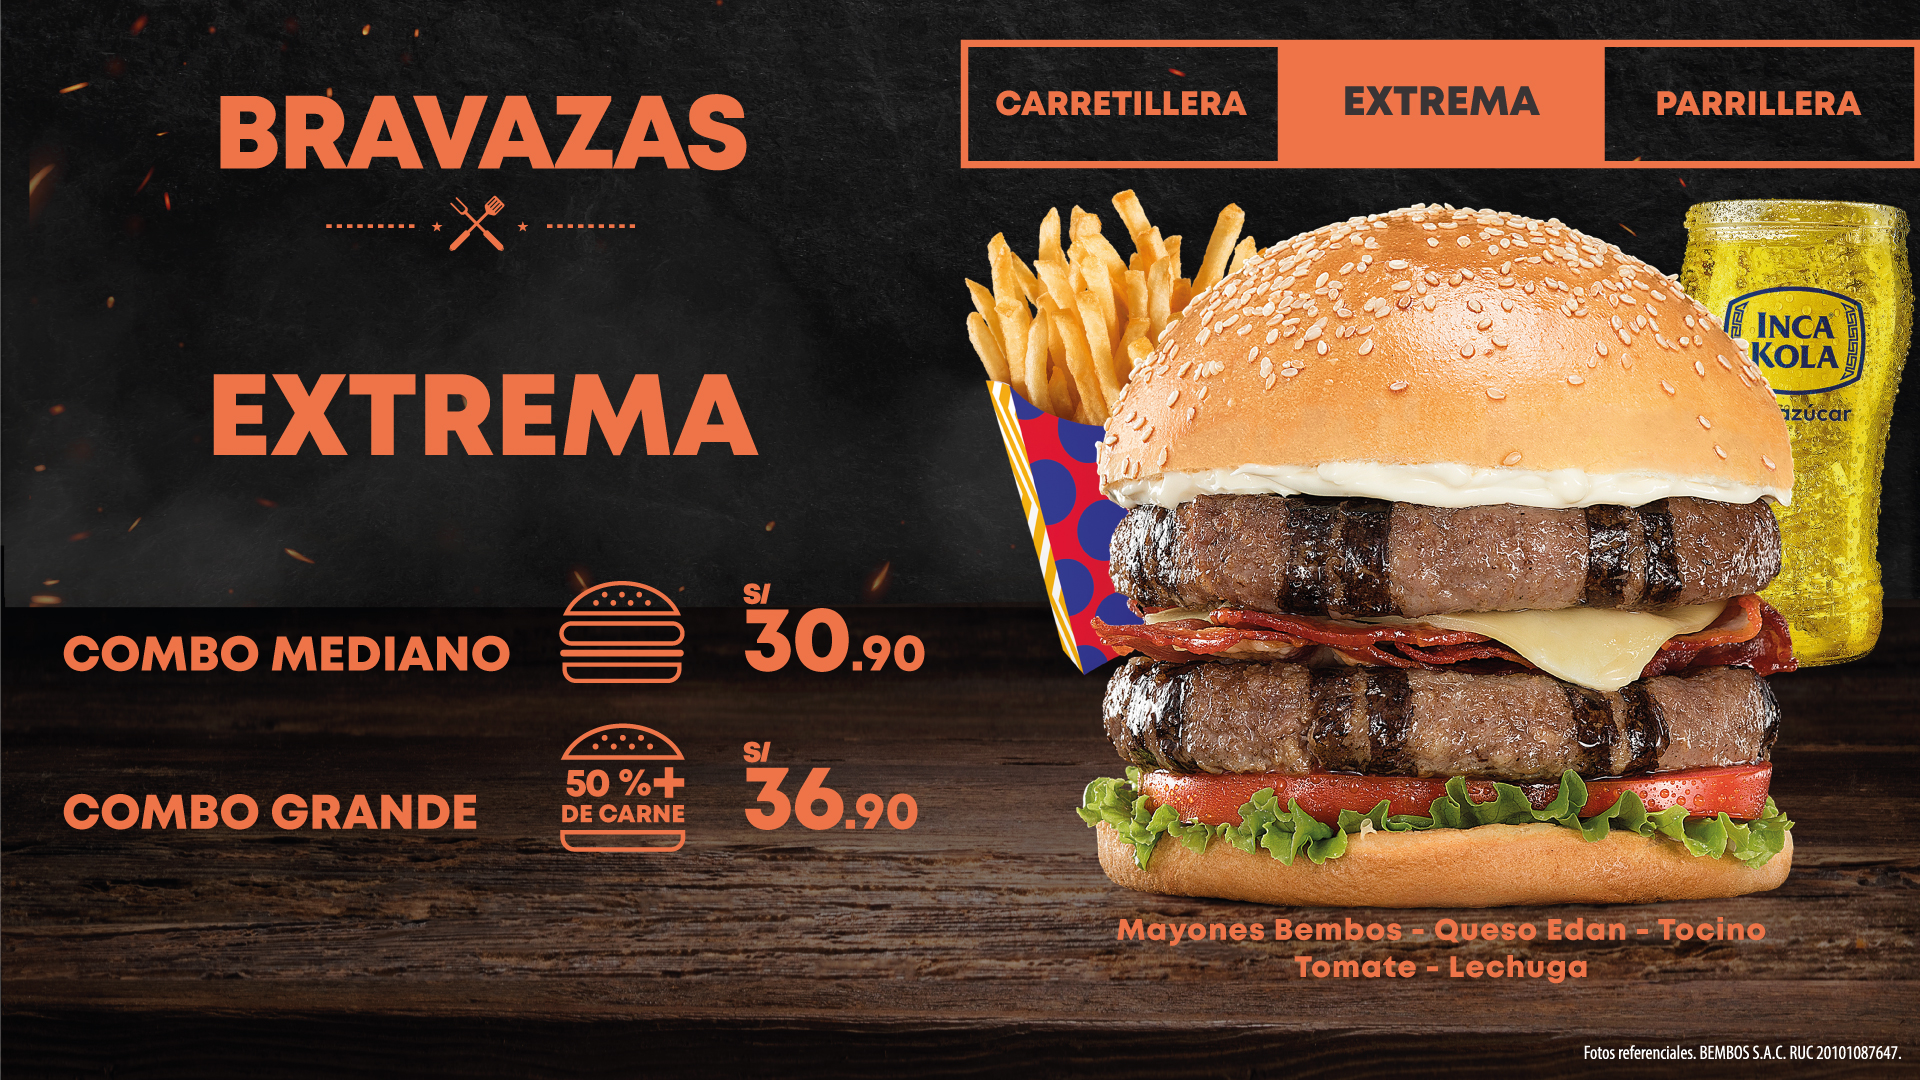 BRAVAZAS
CARRETILLERA
EXTREMA
PARRILLERA
EXTREMA
INCA
KOLA
azúcar
COMBO MEDIANO
S/
30.90
COMBO GRANDE
50 %+
DE CARNE
S/
36.90
Mayones Bembos - Queso Edan - Tocino
Tomate - Lechuga
Fotos referenciales. BEMBOS S.A.C. RUC 20101087647.